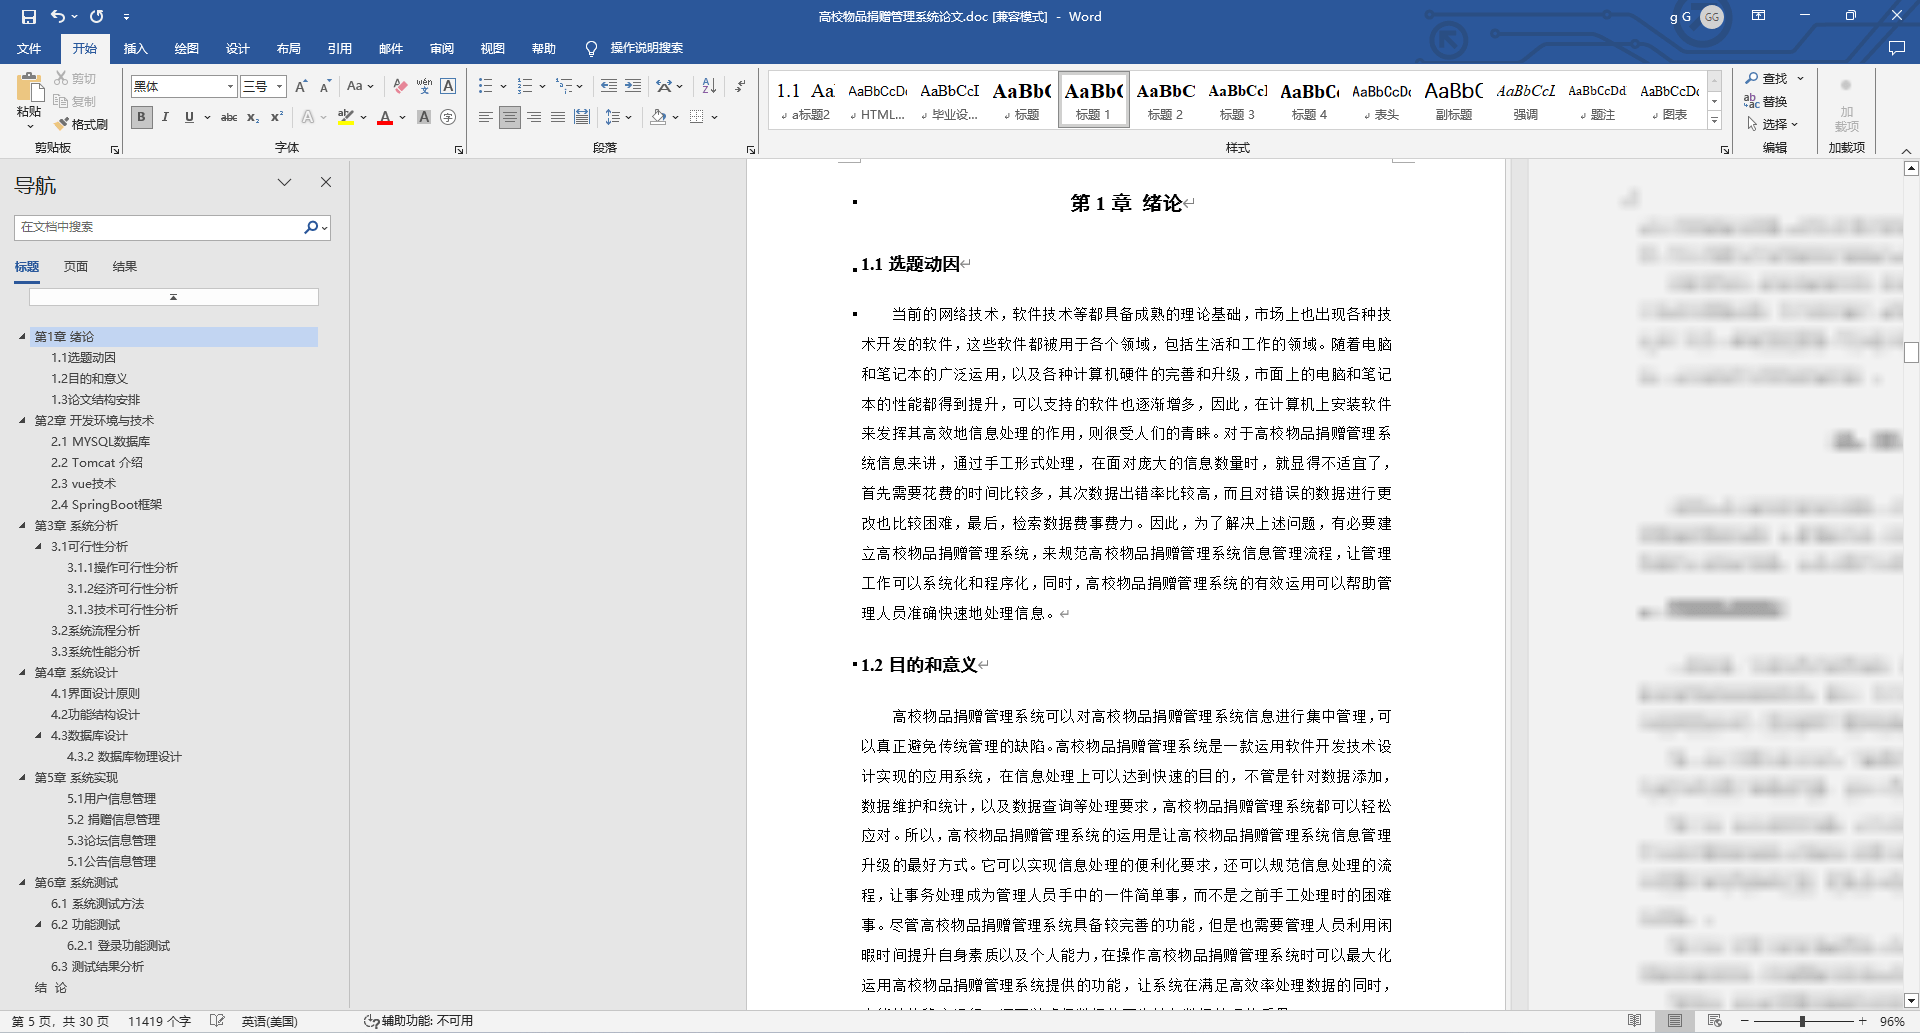 高校物品捐赠管理系统论文.doc [兼容模式] - Word
g G
GG
文件 开始 插入 绘图 设计 布局 引用 邮件 审阅 视图 帮助 操作说明搜索
粘贴
剪切
复制
格式刷
剪贴板
黑体 三号
字体
段落
1.1 Aa AaBbCcDc AaBbCcI AaBb( AaBb( AaBbC AaBbCcl AaBbC AaBbCcDc AaBbC AaBbCcL AaBbCcDd AaBbCcDc
a标题2 HTML... 毕业设... 标题 标题 1 标题 2 标题 3 标题 4 表头 副标题 强调 题注 图表
样式
查找
替换
选择
编辑
加
载项
加载项
导航
在文档中搜索
标题 页面 结果
第1章 绪论
1.1选题动因
1.2目的和意义
1.3论文结构安排
第2章 开发环境与技术
2.1 MYSQL数据库
2.2 Tomcat 介绍
2.3 vue技术
2.4 SpringBoot框架
第3章 系统分析
3.1可行性分析
3.1.1操作可行性分析
3.1.2经济可行性分析
3.1.3技术可行性分析
3.2系统流程分析
3.3系统性能分析
第4章 系统设计
4.1界面设计原则
4.2功能结构设计
4.3数据库设计
4.3.2 数据库物理设计
第5章 系统实现
5.1用户信息管理
5.2 捐赠信息管理
5.3论坛信息管理
5.1公告信息管理
第6章 系统测试
6.1 系统测试方法
6.2 功能测试
6.2.1 登录功能测试
6.3 测试结果分析
结 论
第 1 章 绪论
1.1 选题动因
当前的网络技术，软件技术等都具备成熟的理论基础，市场上也出现各种技
术开发的软件，这些软件都被用于各个领域，包括生活和工作的领域。随着电脑
和笔记本的广泛运用，以及各种计算机硬件的完善和升级，市面上的电脑和笔记
本的性能都得到提升，可以支持的软件也逐渐增多，因此，在计算机上安装软件
来发挥其高效地信息处理的作用，则很受人们的青睐。对于高校物品捐赠管理系
统信息来讲，通过手工形式处理，在面对庞大的信息数量时，就显得不适宜了，
首先需要花费的时间比较多，其次数据出错率比较高，而且对错误的数据进行更
改也比较困难，最后，检索数据费事费力。因此，为了解决上述问题，有必要建
立高校物品捐赠管理系统，来规范高校物品捐赠管理系统信息管理流程，让管理
工作可以系统化和程序化，同时，高校物品捐赠管理系统的有效运用可以帮助管
理人员准确快速地处理信息。
1.2 目的和意义
高校物品捐赠管理系统可以对高校物品捐赠管理系统信息进行集中管理，可
以真正避免传统管理的缺陷。高校物品捐赠管理系统是一款运用软件开发技术设
计实现的应用系统，在信息处理上可以达到快速的目的，不管是针对数据添加，
数据维护和统计，以及数据查询等处理要求，高校物品捐赠管理系统都可以轻松
应对。所以，高校物品捐赠管理系统的运用是让高校物品捐赠管理系统信息管理
升级的最好方式。它可以实现信息处理的便利化要求，还可以规范信息处理的流
程，让事务处理成为管理人员手中的一件简单事，而不是之前手工处理时的困难
事。尽管高校物品捐赠管理系统具备较完善的功能，但是也需要管理人员利用闲
暇时间提升自身素质以及个人能力，在操作高校物品捐赠管理系统时可以最大化
运用高校物品捐赠管理系统提供的功能，让系统在满足高效率处理数据的同时，
第 5 页，共 30 页 11419 个字 英语(美国) 辅助功能: 不可用 96%